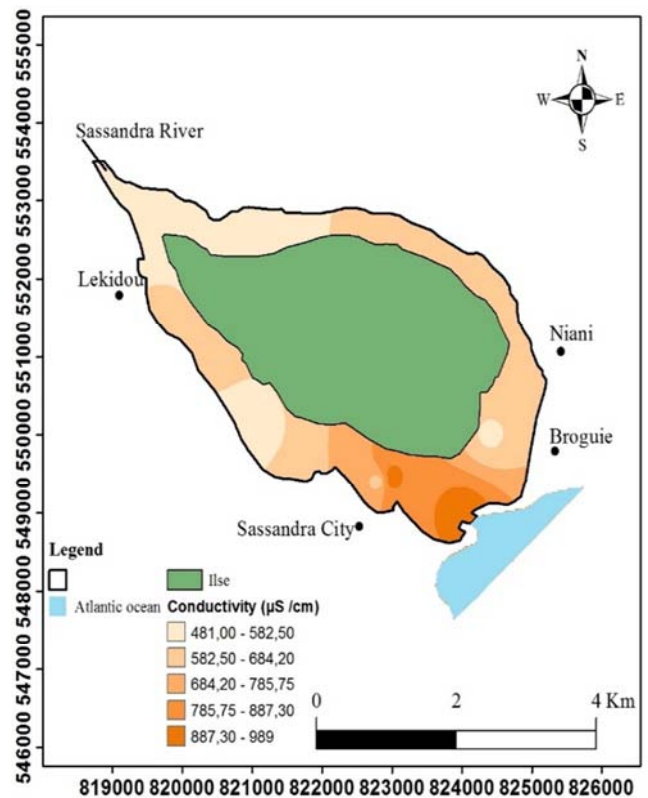 555000
554000
553000
552000
551000
550000
549000
548000
547000
546000
N
W E
S
Sassandra River
Lekidou
Niani
Broguie
Sassandra City
Legend
Ilse
Atlantic ocean
Conductivity (µS /cm)
481,00 - 582,50
582,50 - 684,20
684,20 - 785,75
785,75 - 887,30
887,30 - 989
0 2 4 Km
819000 820000 821000 822000 823000 824000 825000 826000